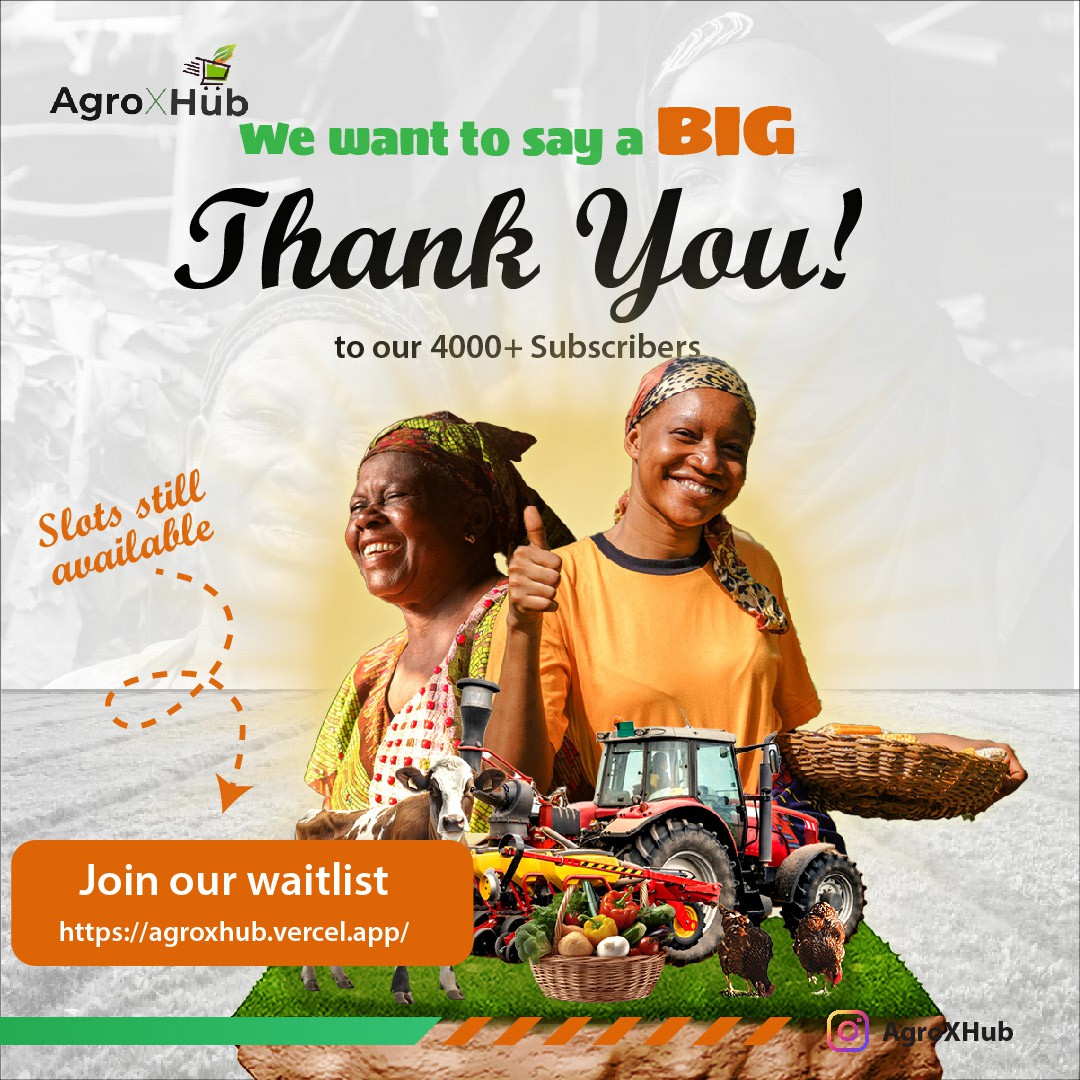 AgroXHub
We want to say a BIG
Thank You!
to our 4000+ Subscribers
Slots still
available
Join our waitlist
https://agroxhub.vercel.app/
AgroXHub